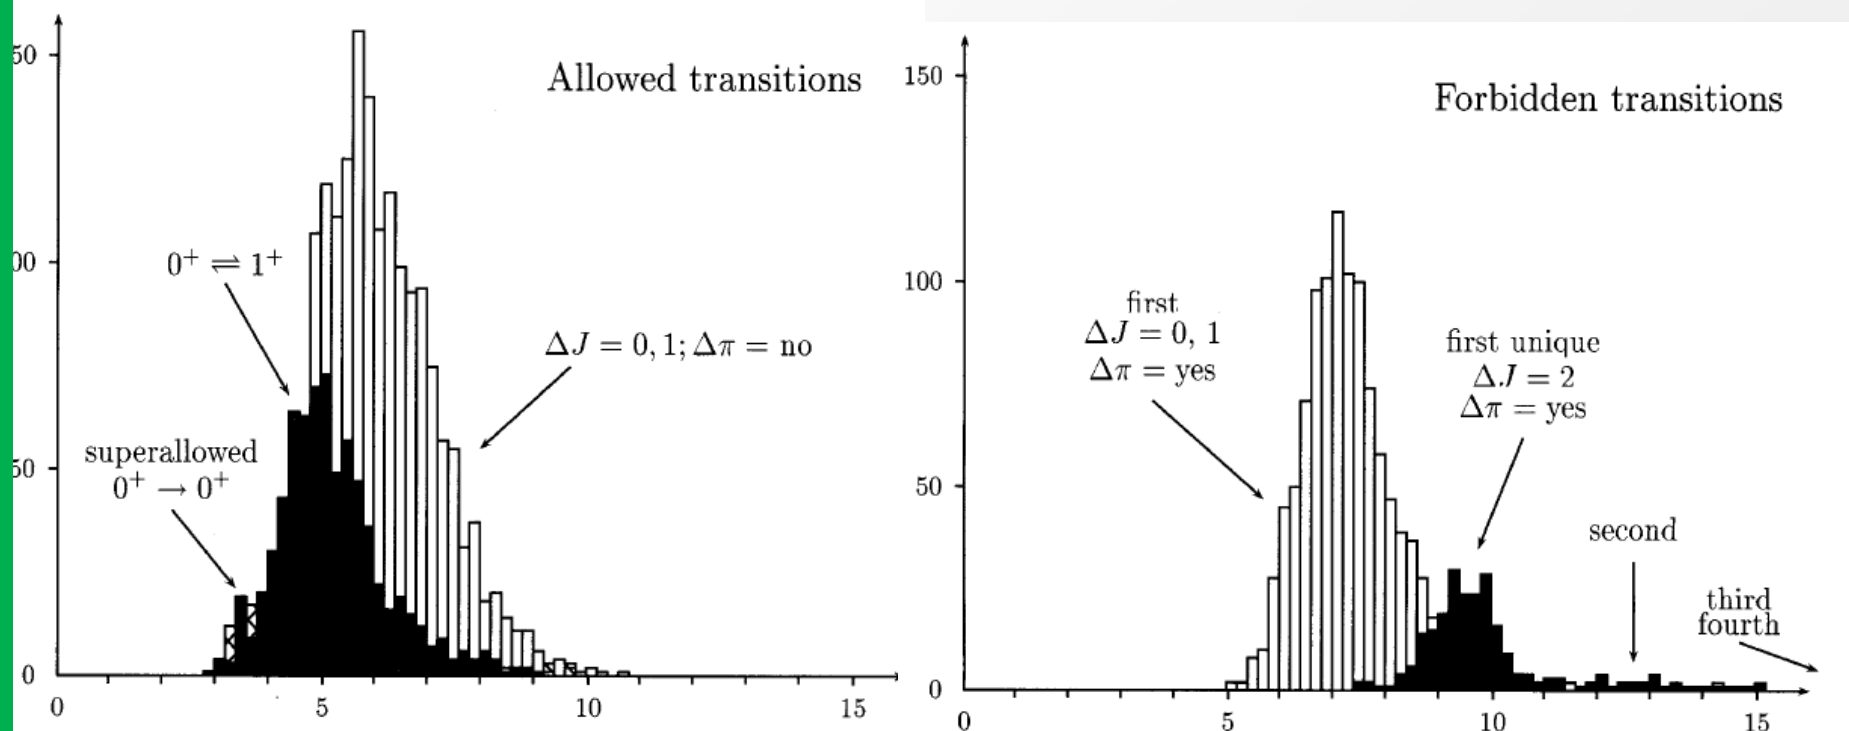 Allowed transitions
0⁺ ⇌ 1⁺
ΔJ = 0, 1; Δπ = no
superallowed
0⁺ → 0⁺
50
0
0
5
10
15
Forbidden transitions
150
100
50
0
first
ΔJ = 0, 1
Δπ = yes
first unique
ΔJ = 2
Δπ = yes
second
third
fourth
0
5
10
15